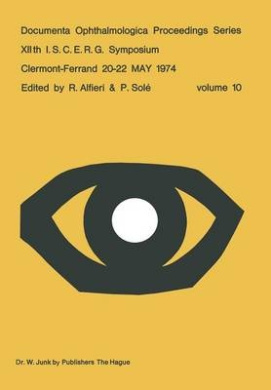 Documenta Ophthalmologica Proceedings Series
XIIth I.S.C.E.R.G. Symposium
Clermont-Ferrand 20-22 MAY 1974
Edited by R. Alfieri & P. Solé volume 10
Dr. W. Junk bv Publishers The Hague